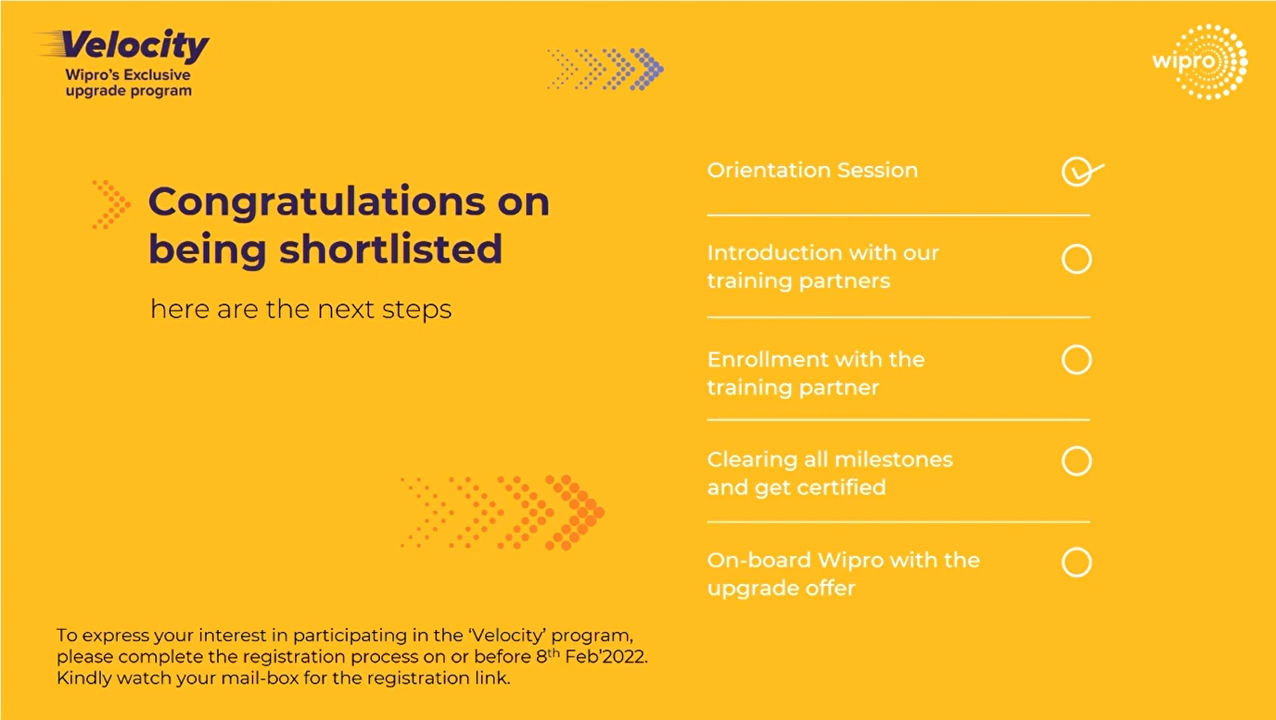 Velocity
Wipro's Exclusive
upgrade program
wipro
Congratulations on
being shortlisted
here are the next steps
Orientation Session
Introduction with our
training partners
Enrollment with the
training partner
Clearing all milestones
and get certified
On-board Wipro with the
upgrade offer
To express your interest in participating in the ‘Velocity’ program,
please complete the registration process on or before 8th Feb’2022.
Kindly watch your mail-box for the registration link.